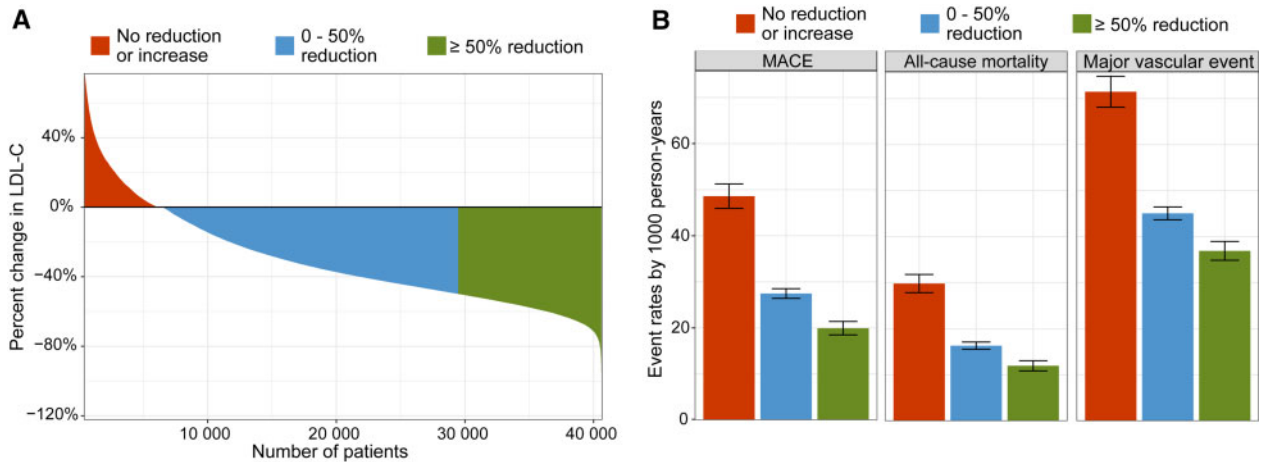 A
No reduction
or increase
0 - 50%
reduction
≥ 50% reduction
Percent change in LDL-C
40%
0%
−40%
−80%
−120%
10 000
20 000
30 000
40 000
Number of patients
B
No reduction
or increase
0 - 50%
reduction
≥ 50% reduction
MACE
All-cause mortality
Major vascular event
Event rates by 1000 person-years
60
40
20
0